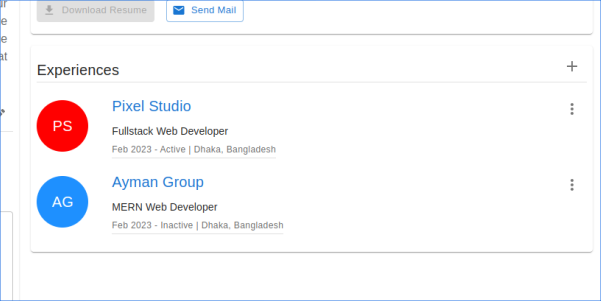 ur
e
e
at
Download Resume
Send Mail
Experiences
PS
Pixel Studio
Fullstack Web Developer
Feb 2023 - Active | Dhaka, Bangladesh
AG
Ayman Group
MERN Web Developer
Feb 2023 - Inactive | Dhaka, Bangladesh